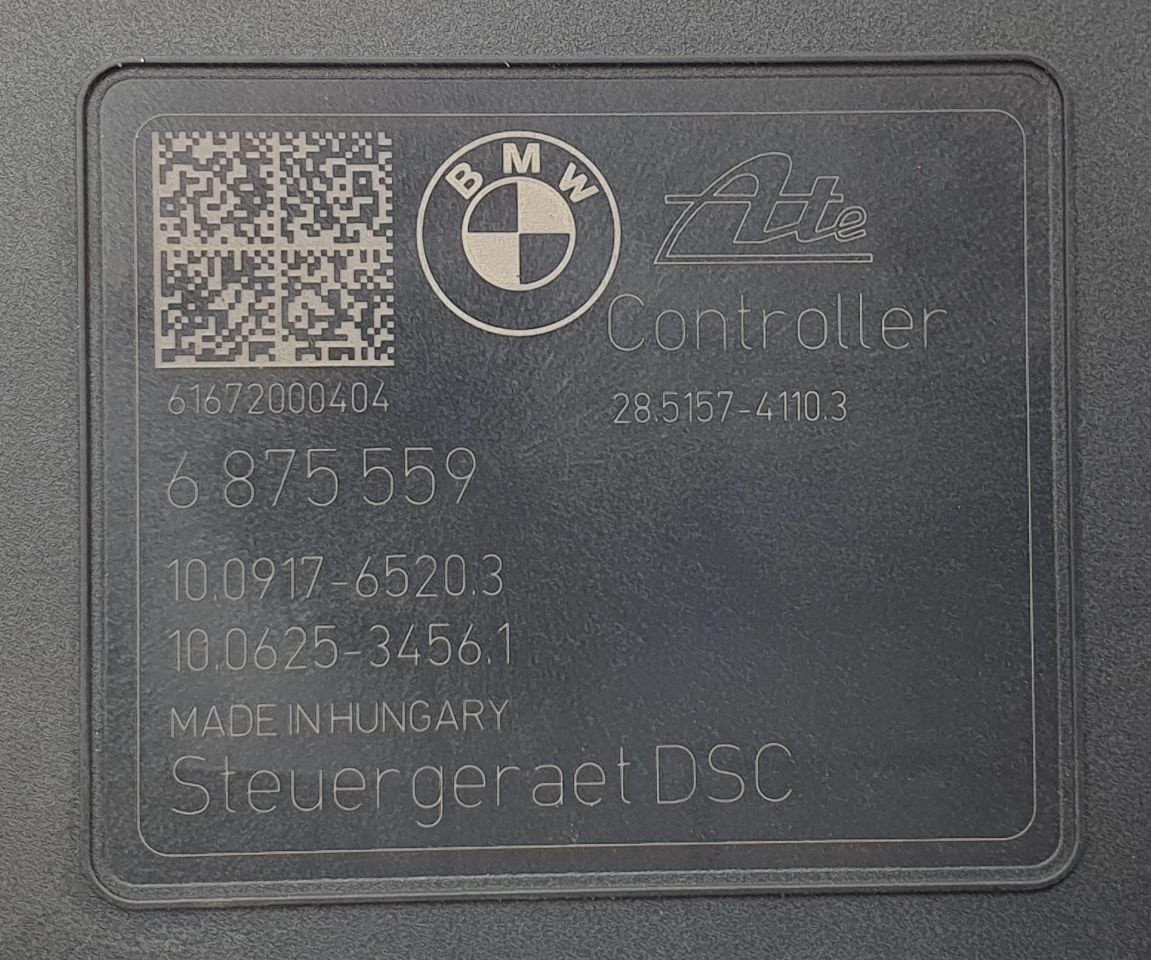 BMW
Ate
Controller
61672000404
28.5157-4110.3
6 875 559
10.0917-6520.3
10.0625-3456.1
MADE IN HUNGARY
Steuergeraet DSC